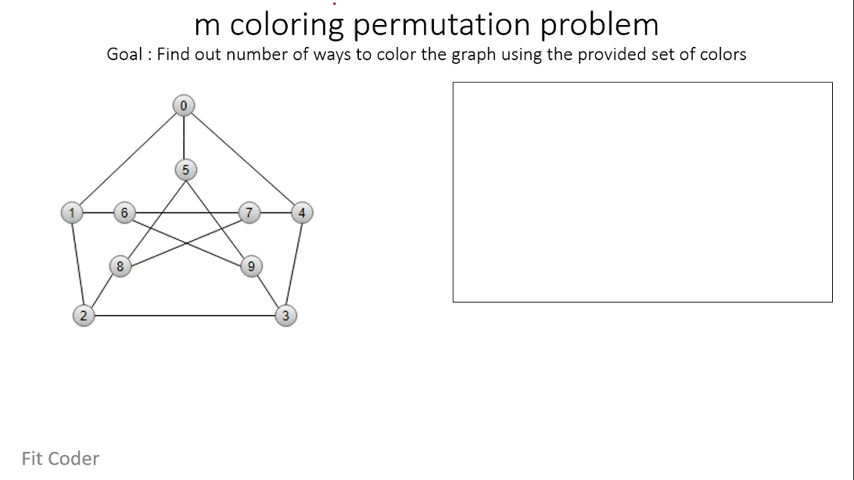 m coloring permutation problem
Goal : Find out number of ways to color the graph using the provided set of colors
0
5
1 6 7 4
8 9
2 3
Fit Coder